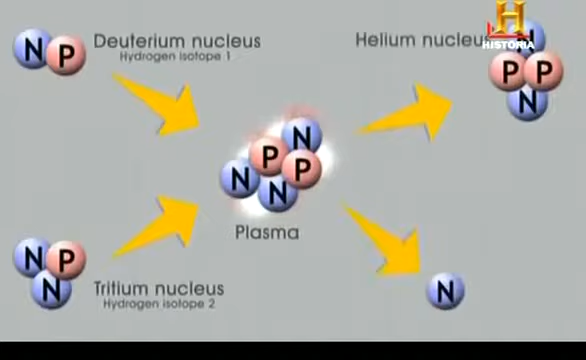 N P
Deuterium nucleus
Hydrogen isotope 1
Helium nucleus
H
HISTORIA
N
P P
N
N
P
P
N
N
Plasma
N P
N
Tritium nucleus
Hydrogen isotope 2
N